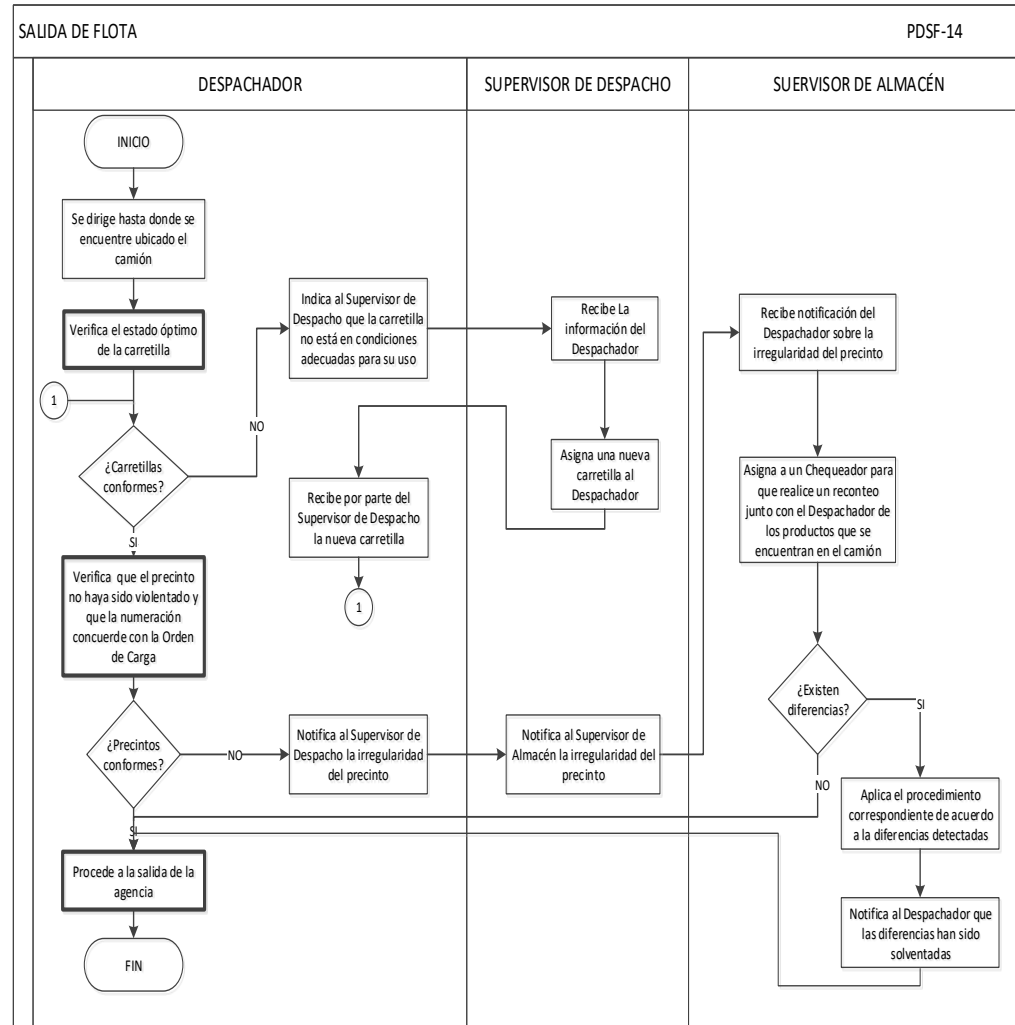 SALIDA DE FLOTA
PDSF-14
DESPACHADOR
SUPERVISOR DE DESPACHO
SUERVISOR DE ALMACÉN
INICIO
Se dirige hasta donde se
encuentre ubicado el
camión
Verifica el estado óptimo
de la carretilla
1
¿Carretillas
conformes?
NO
SI
Indica al Supervisor de
Despacho que la carretilla
no está en condiciones
adecuadas para su uso
Recibe La
información del
Despachador
Asigna una nueva
carretilla al
Despachador
Recibe por parte del
Supervisor de Despacho
la nueva carretilla
1
Verifica que el precinto
no haya sido violentado y
que la numeración
concuerde con la Orden
de Carga
¿Precintos
conformes?
NO
SI
Notifica al Supervisor de
Despacho la irregularidad
del precinto
Notifica al Supervisor de
Almacén la irregularidad del
precinto
Recibe notificación del
Despachador sobre la
irregularidad del precinto
Asigna a un Chequeador para
que realice un reconteo
junto con el Despachador de
los productos que se
encuentran en el camión
¿Existen
diferencias?
SI
NO
Aplica el procedimiento
correspondiente de acuerdo
a la diferencias detectadas
Notifica al Despachador que
las diferencias han sido
solventadas
Procede a la salida de la
agencia
FIN